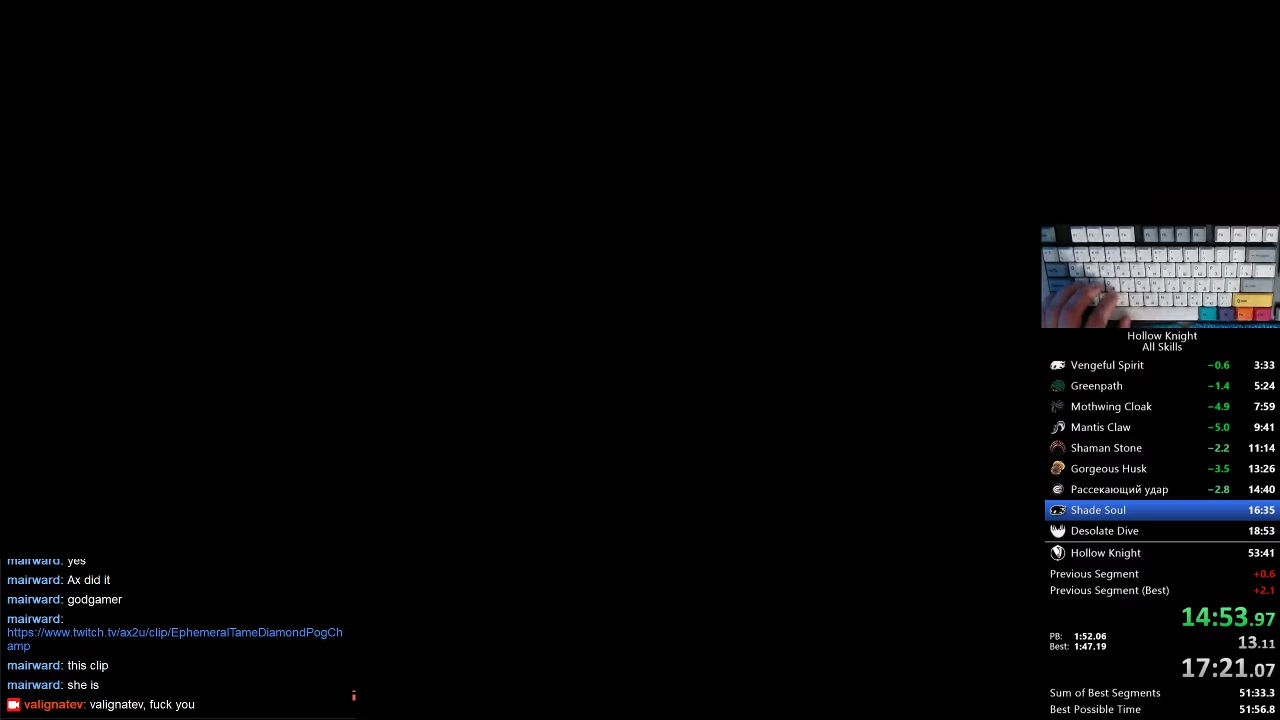 Hollow Knight
All Skills
Vengeful Spirit −0.6 3:33
Greenpath −1.4 5:24
Mothwing Cloak −4.9 7:59
Mantis Claw −5.0 9:41
Shaman Stone −2.2 11:14
Gorgeous Husk −3.5 13:26
Рассекающий удар −2.8 14:40
Shade Soul 16:35
Desolate Dive 18:53
Hollow Knight 53:41
Previous Segment +0.6
Previous Segment (Best) +2.1
14:53.97
PB: 1:52.06
Best: 1:47.19
13.11
17:21.07
Sum of Best Segments 51:33.3
Best Possible Time 51:56.8
mairward: yes
mairward: Ax did it
mairward: godgamer
mairward:
https://www.twitch.tv/ax2u/clip/EphemeralTameDiamondPogCh
amp
mairward: this clip
mairward: she is
valignatev: valignatev, fuck you